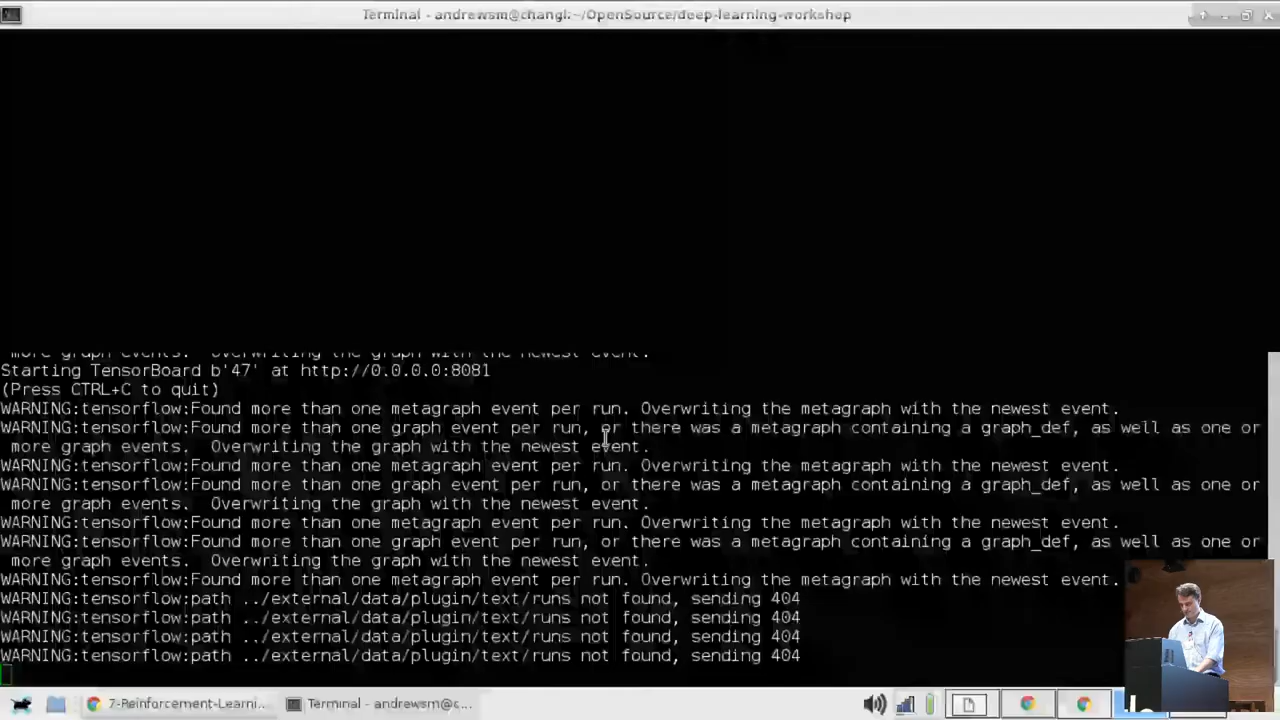 Terminal - andrewsm@changi:~/OpenSource/deep-learning-workshop
more graph events.  Overwriting the graph with the newest event.
Starting TensorBoard b'47' at http://0.0.0.0:8081
(Press CTRL+C to quit)
WARNING:tensorflow:Found more than one metagraph event per run. Overwriting the metagraph with the newest event.
WARNING:tensorflow:Found more than one graph event per run, or there was a metagraph containing a graph_def, as well as one or
more graph events.  Overwriting the graph with the newest event.
WARNING:tensorflow:Found more than one metagraph event per run. Overwriting the metagraph with the newest event.
WARNING:tensorflow:Found more than one graph event per run, or there was a metagraph containing a graph_def, as well as one or
more graph events.  Overwriting the graph with the newest event.
WARNING:tensorflow:Found more than one metagraph event per run. Overwriting the metagraph with the newest event.
WARNING:tensorflow:Found more than one graph event per run, or there was a metagraph containing a graph_def, as well as one or
more graph events.  Overwriting the graph with the newest event.
WARNING:tensorflow:Found more than one metagraph event per run. Overwriting the metagraph with the newest event.
WARNING:tensorflow:path ../external/data/plugin/text/runs not found, sending 404
WARNING:tensorflow:path ../external/data/plugin/text/runs not found, sending 404
WARNING:tensorflow:path ../external/data/plugin/text/runs not found, sending 404
WARNING:tensorflow:path ../external/data/plugin/text/runs not found, sending 404
7-Reinforcement-Learni...
Terminal - andrewsm@c...